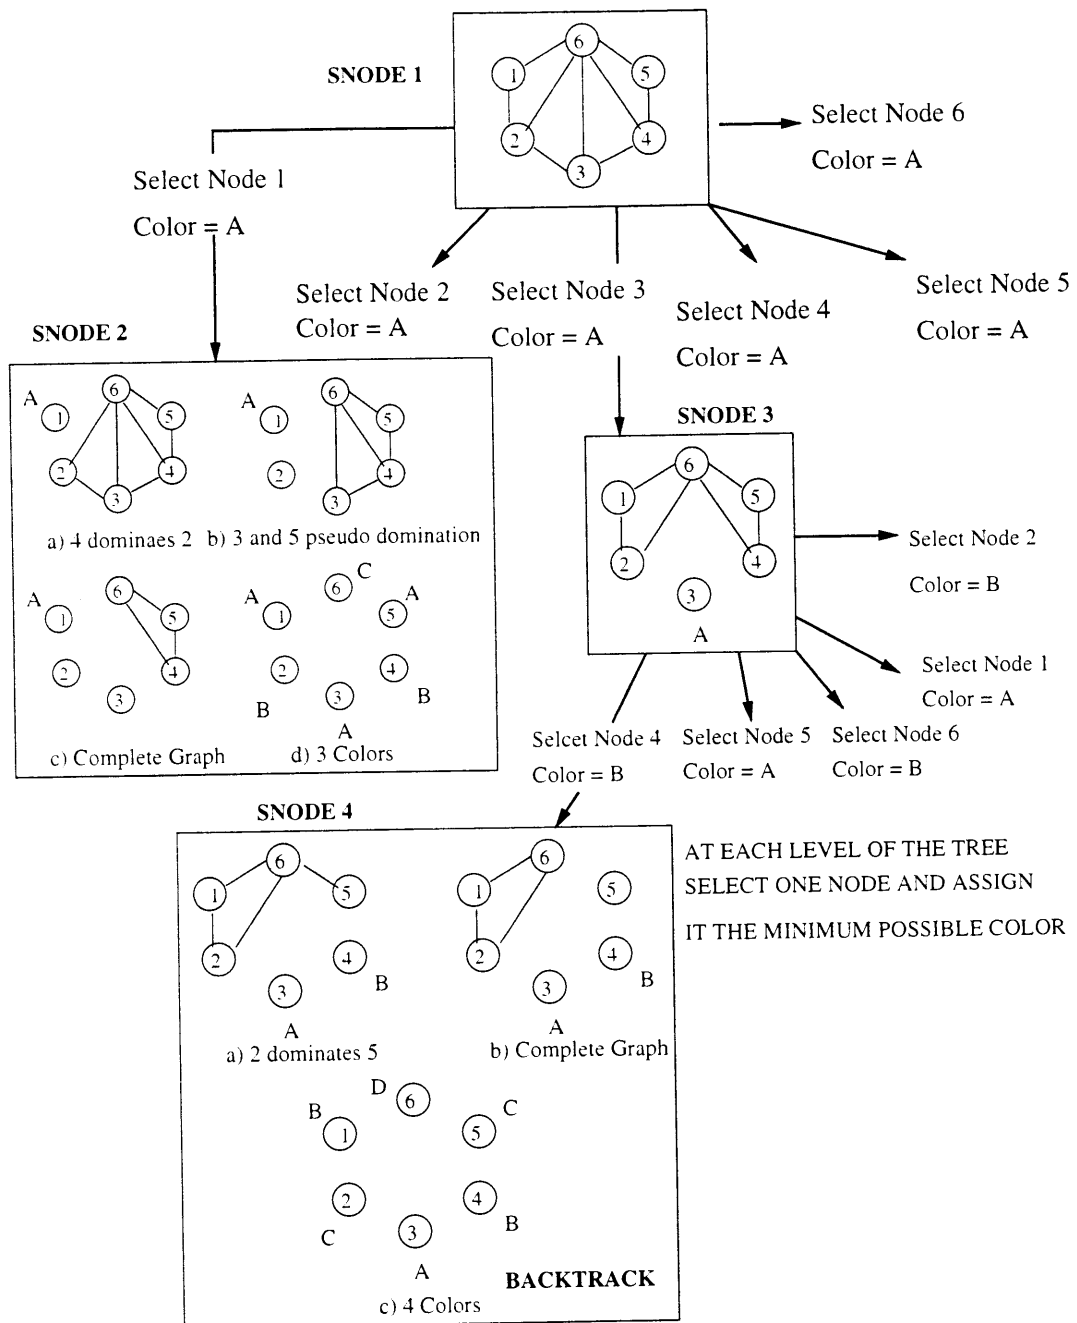 SNODE 1
6
1
5
2
4
3
Select Node 6
Color = A
Select Node 1
Color = A
Select Node 2
Color = A
Select Node 3
Color = A
Select Node 4
Color = A
Select Node 5
Color = A
SNODE 2
A
6
1
5
2
4
3
a) 4 dominaes 2
A
6
1
5
2
4
3
b) 3 and 5 pseudo domination
A
6
1
5
2
4
3
c) Complete Graph
C
A
6
A
1
5
2
4
B
3
B
A
d) 3 Colors
SNODE 3
6
1
5
2
4
3
A
Select Node 2
Color = B
Select Node 1
Color = A
Selcet Node 4
Color = B
Select Node 5
Color = A
Select Node 6
Color = B
SNODE 4
6
1
5
2
4
B
3
A
a) 2 dominates 5
6
1
5
2
4
B
3
A
b) Complete Graph
D
6
B
C
1
5
2
4
C
3
B
A
BACKTRACK
c) 4 Colors
AT EACH LEVEL OF THE TREE
SELECT ONE NODE AND ASSIGN
IT THE MINIMUM POSSIBLE COLOR